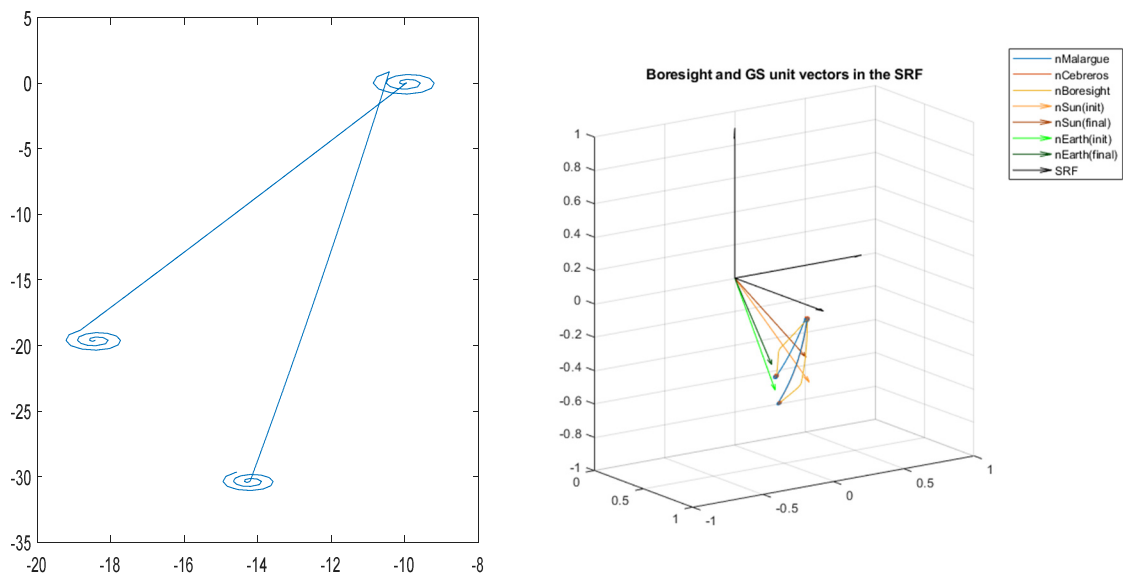 5
0
-5
-10
-15
-20
-25
-30
-35
-20 -18 -16 -14 -12 -10 -8
Boresight and GS unit vectors in the SRF
1
0.8
0.6
0.4
0.2
0
-0.2
-0.4
-0.6
-0.8
-1
0 0.5 1
-1 -0.5 0 0.5 1
nMalargue
nCebreros
nBoresight
nSun(init)
nSun(final)
nEarth(init)
nEarth(final)
SRF